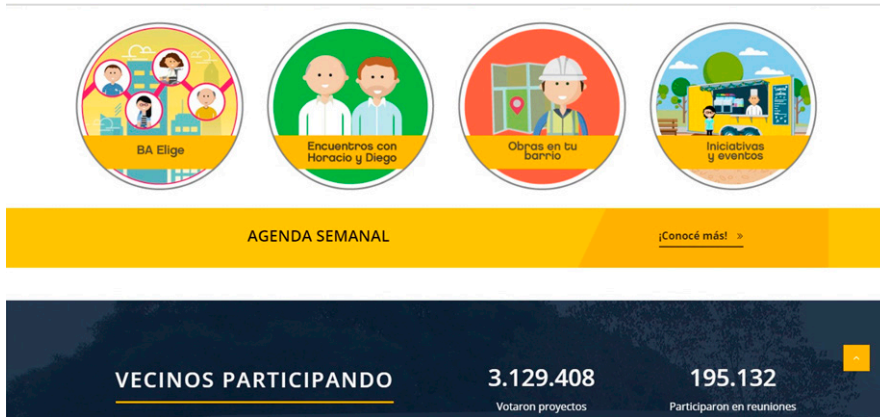 BA Elige
Encuentros con
Horacio y Diego
Obras en tu
barrio
Iniciativas
y eventos
AGENDA SEMANAL
¡Conocé más! »
VECINOS PARTICIPANDO
3.129.408
Votaron proyectos
195.132
Participaron en reuniones